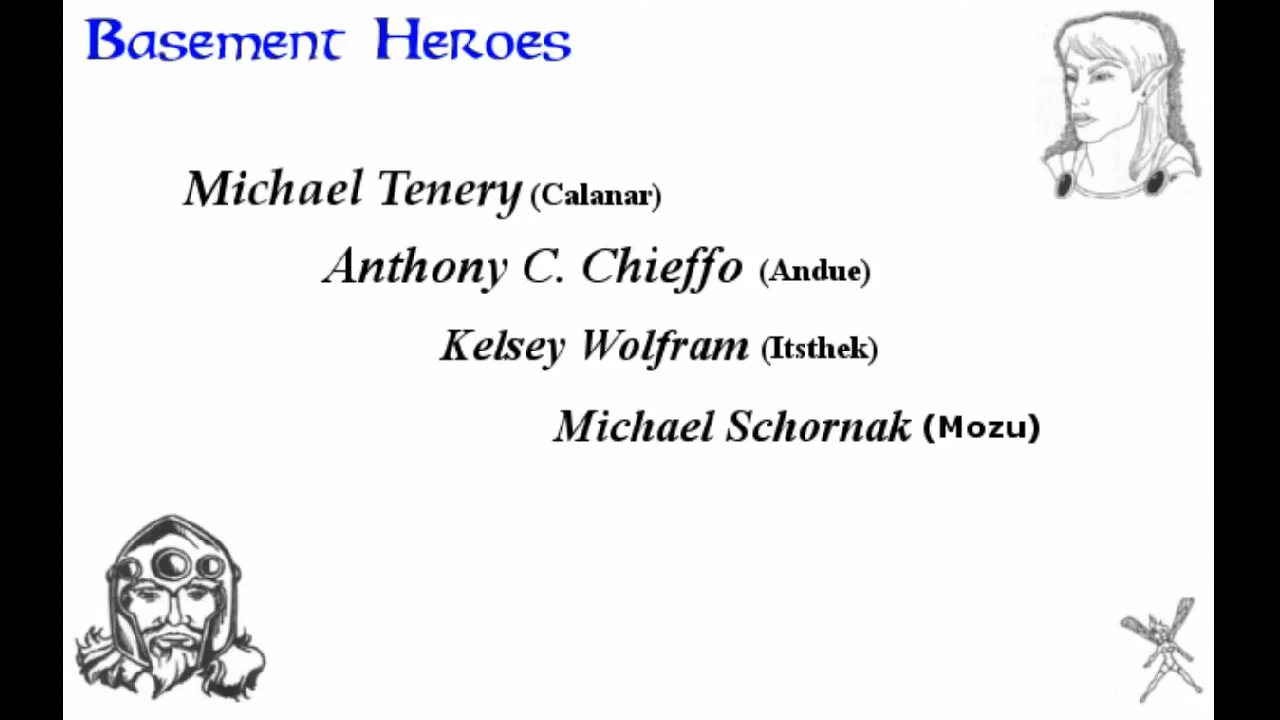 Basement Heroes
Michael Tenery (Calanar)
Anthony C. Chieffo (Andue)
Kelsey Wolfram (Itsthek)
Michael Schornak (Mozu)